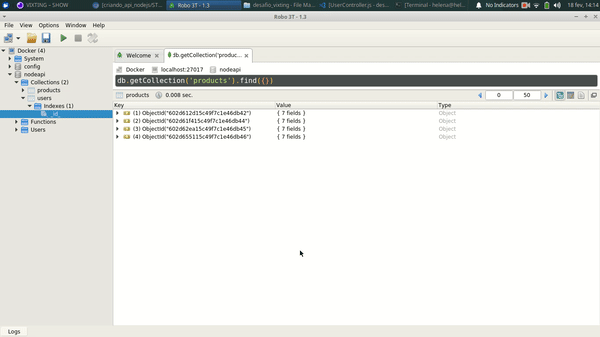 VIXTING • SHOW
[criando_api_nodejs/ST...
Robo 3T - 1.3
desafio_vixting - File Ma...
[UserController.js - des...
[Terminal - helena@hel...
No Indicators
18 fev, 14:14
Robo 3T - 1.3
File View Options Window Help
Docker (4)
System
config
nodeapi
Collections (2)
products
users
Indexes (1)
_id_
Functions
Users
Welcome
db.getCollection('produc...
Docker localhost:27017 nodeapi
db.getCollection('products').find({})
products 0.008 sec.
0 50
Key Value Type
(1) ObjectId("602d612d15c49f7c1e46db42") { 7 fields } Object
(2) ObjectId("602d61f415c49f7c1e46db44") { 7 fields } Object
(3) ObjectId("602d62ea15c49f7c1e46db45") { 7 fields } Object
(4) ObjectId("602d655115c49f7c1e46db46") { 7 fields } Object
Logs